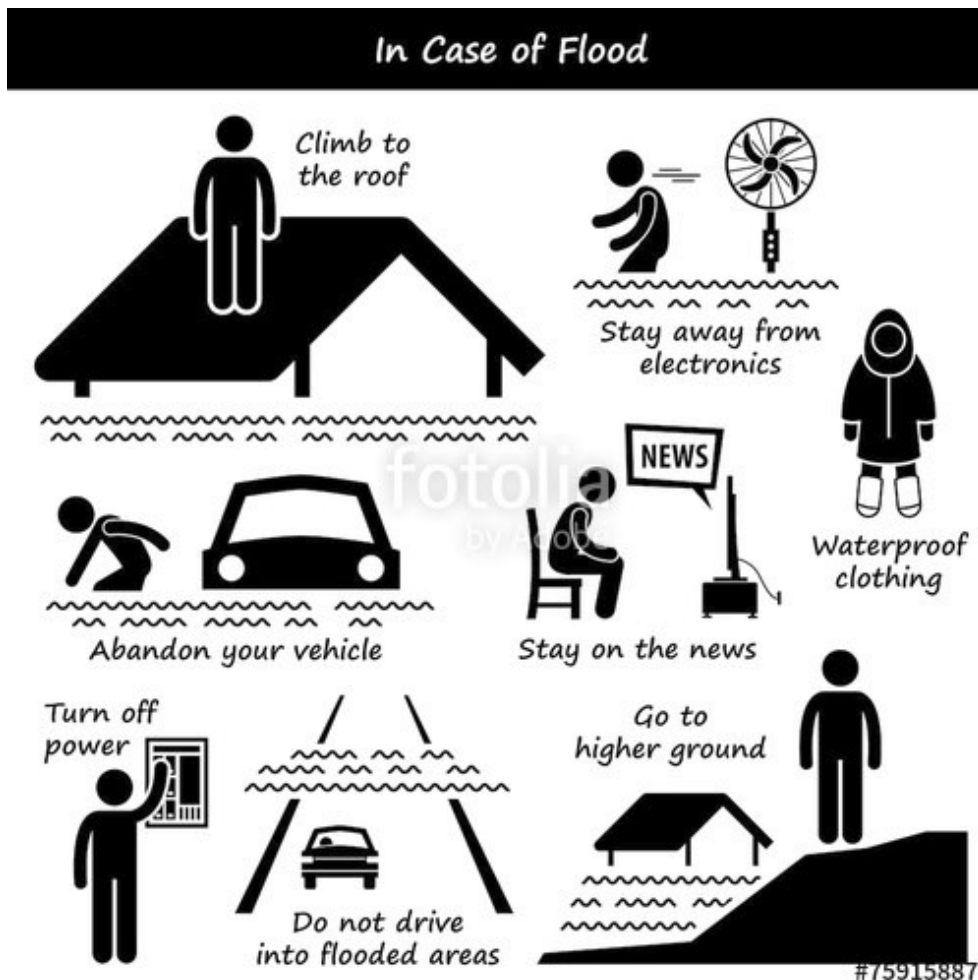 In Case of Flood
Climb to
the roof
Stay away from
electronics
NEWS
Waterproof
clothing
fotolia
by Adobe
Abandon your vehicle
Stay on the news
Turn off
power
Go to
higher ground
Do not drive
into flooded areas
#75915887